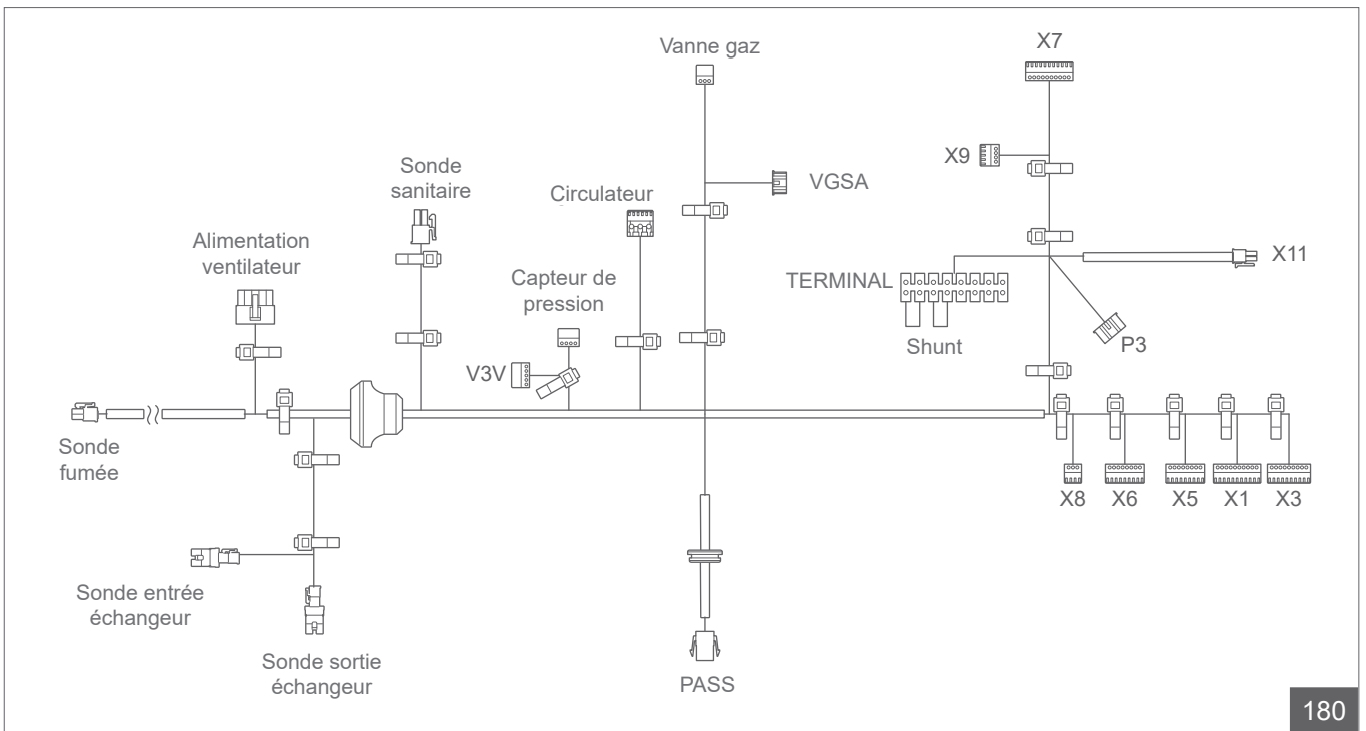 Vanne gaz
X7
X9
Sonde
sanitaire
Circulateur
VGSA
Alimentation
ventilateur
Capteur de
pression
TERMINAL
X11
Shunt
P3
V3V
Sonde
fumée
X8
X6
X5
X1
X3
Sonde entrée
échangeur
Sonde sortie
échangeur
PASS
180